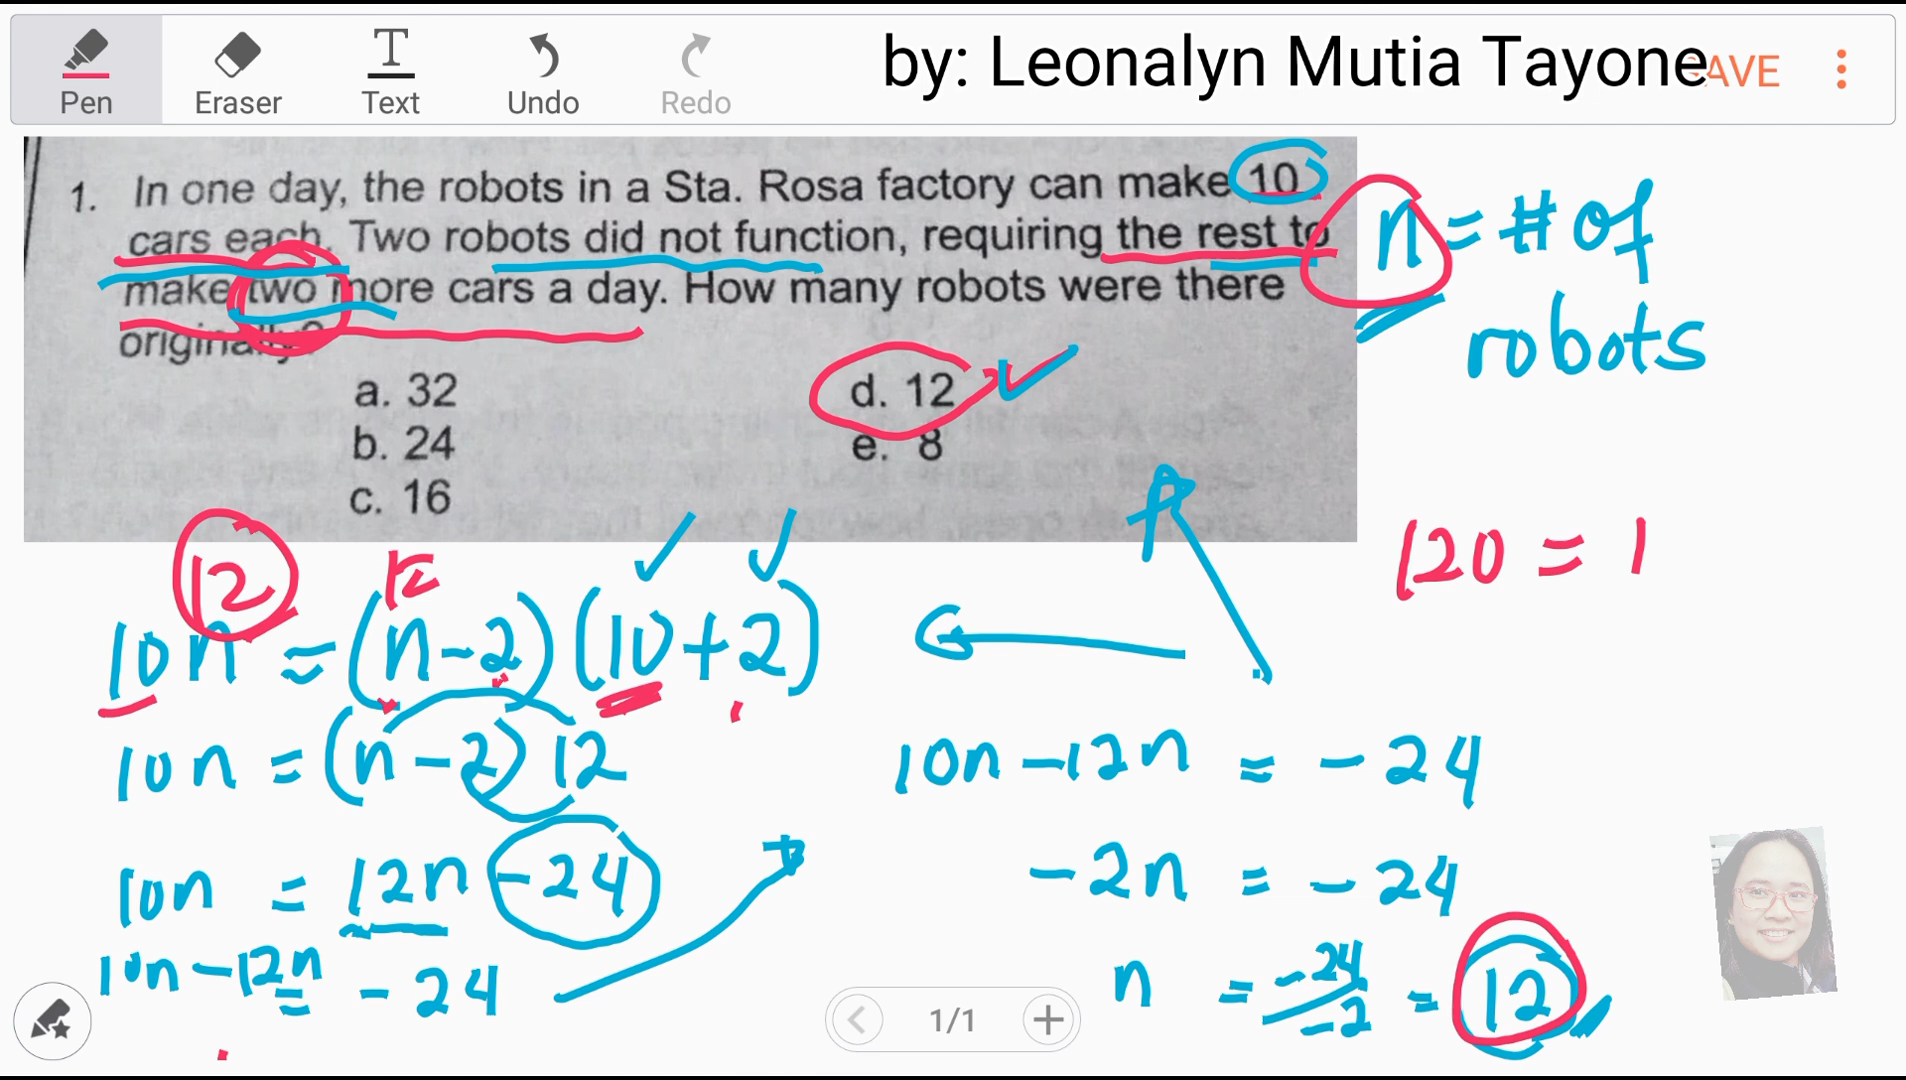 by: Leonalyn Mutia Tayone
AVE
Pen
Eraser
Text
Undo
Redo
1. In one day, the robots in a Sta. Rosa factory can make 10
cars each. Two robots did not function, requiring the rest to
make two more cars a day. How many robots were there
originally?
a. 32
b. 24
c. 16
d. 12
e. 8
n = # of
robots
12
12
10n = (n-2)(10+2)
10n = (n-2)12
10n = 12n -24
10n -12n = -24
120 = 1
10n -12n = -24
-2n = -24
n = -24/-2 = 12
1/1